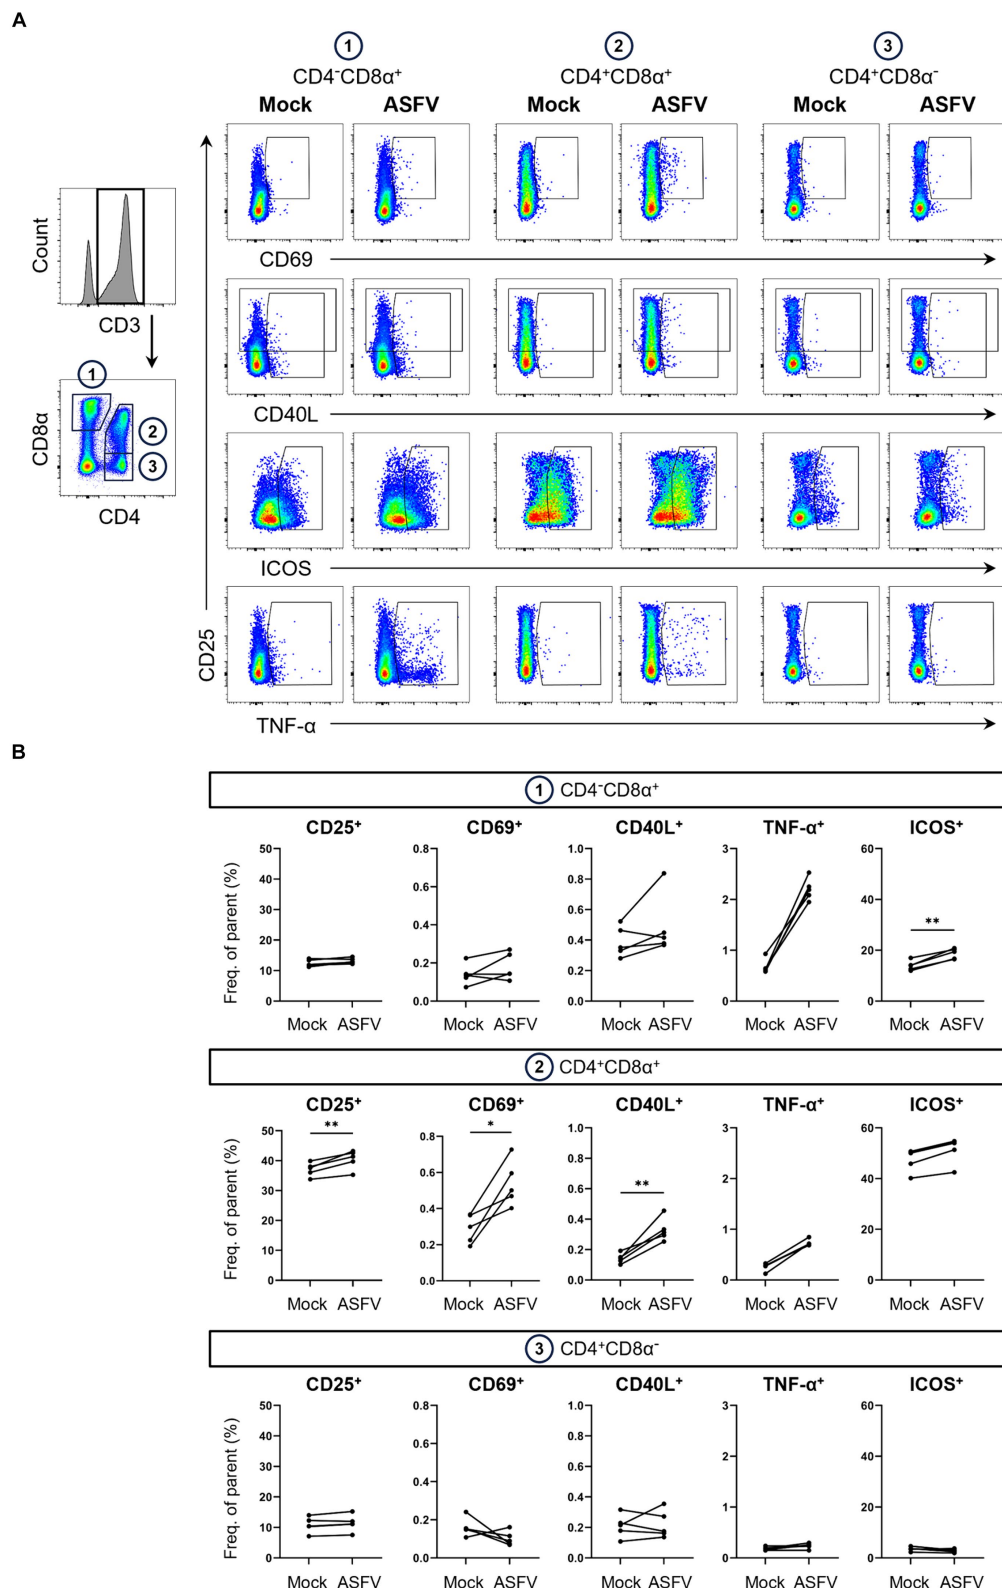 A
1 2 3
CD4⁻CD8α⁺ CD4⁺CD8α⁺ CD4⁺CD8α⁻
Mock ASFV Mock ASFV Mock ASFV
Count
CD3
CD69
1
2
3
CD8α
CD4
CD40L
ICOS
CD25
TNF-α
B
1 CD4⁻CD8α⁺
CD25⁺ CD69⁺ CD40L⁺ TNF-α⁺ ICOS⁺
Freq. of parent (%)
50 0.8 1.0 3 60
40 0.8
30 0.6 0.6 2 40
20 0.4 0.4 1 20
10 0.2 0.2
0 0.0 0.0 0 0
**
Mock ASFV Mock ASFV Mock ASFV Mock ASFV Mock ASFV
2 CD4⁺CD8α⁺
CD25⁺ CD69⁺ CD40L⁺ TNF-α⁺ ICOS⁺
Freq. of parent (%)
50 0.8 1.0 3 60
40 0.6 0.8
30 0.4 0.6 2 40
20 0.2 0.4 1 20
10 0.2
0 0.0 0.0 0 0
** * **
Mock ASFV Mock ASFV Mock ASFV Mock ASFV Mock ASFV
3 CD4⁺CD8α⁻
CD25⁺ CD69⁺ CD40L⁺ TNF-α⁺ ICOS⁺
Freq. of parent (%)
50 0.8 1.0 3 60
40 0.6 0.8
30 0.4 0.6 2 40
20 0.2 0.4 1 20
10 0.2
0 0.0 0.0 0 0
Mock ASFV Mock ASFV Mock ASFV Mock ASFV Mock ASFV